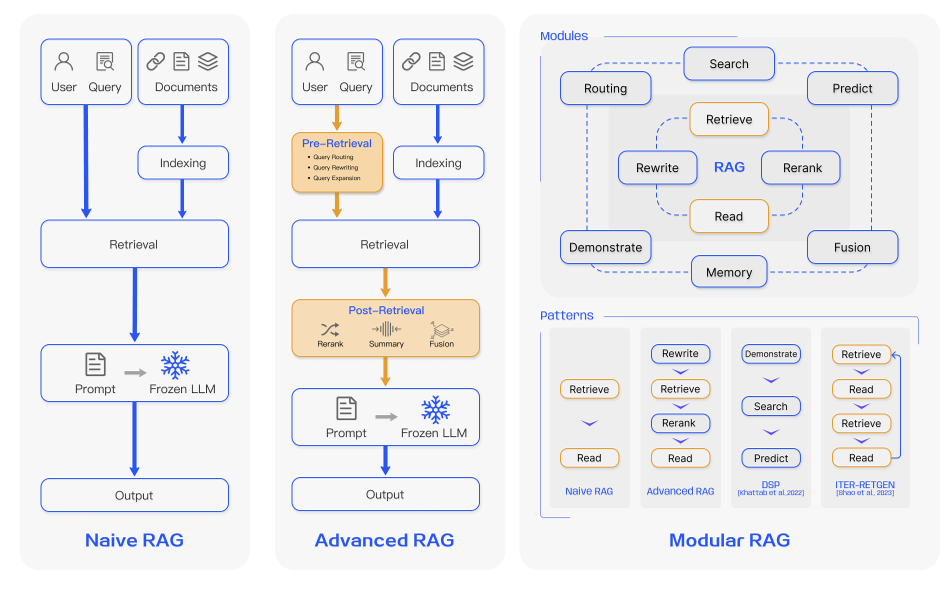 User Query
Documents
Indexing
Retrieval
Prompt
Frozen LLM
Output
Naive RAG
User Query
Documents
Pre-Retrieval
• Query Routing
• Query Rewriting
• Query Expansion
Indexing
Retrieval
Post-Retrieval
Rerank
Summary
Fusion
Prompt
Frozen LLM
Output
Advanced RAG
Modules
Search
Routing
Predict
Retrieve
Rewrite
RAG
Rerank
Read
Demonstrate
Fusion
Memory
Patterns
Retrieve
Read
Naive RAG
Rewrite
Retrieve
Rerank
Read
Advanced RAG
Demonstrate
Search
Predict
DSP
[Khattab et al.,2022]
Retrieve
Read
Retrieve
Read
ITER-RETGEN
[Shao et al., 2023]
Modular RAG